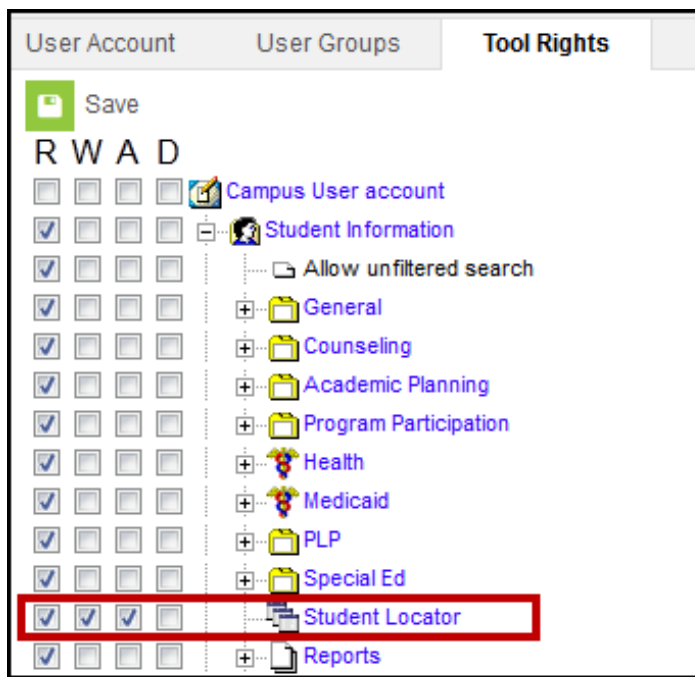 User Account User Groups Tool Rights
Save
R W A D
Campus User account
Student Information
Allow unfiltered search
General
Counseling
Academic Planning
Program Participation
Health
Medicaid
PLP
Special Ed
Student Locator
Reports